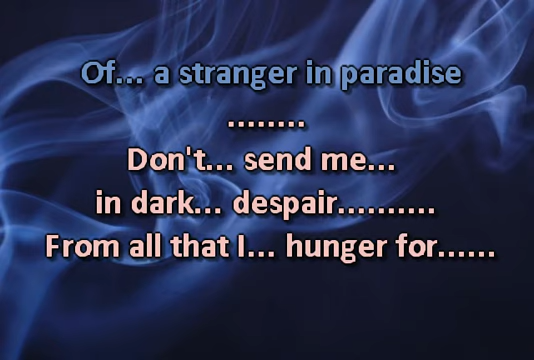 Of... a stranger in paradise
........
Don't... send me...
in dark... despair..........
From all that I... hunger for......